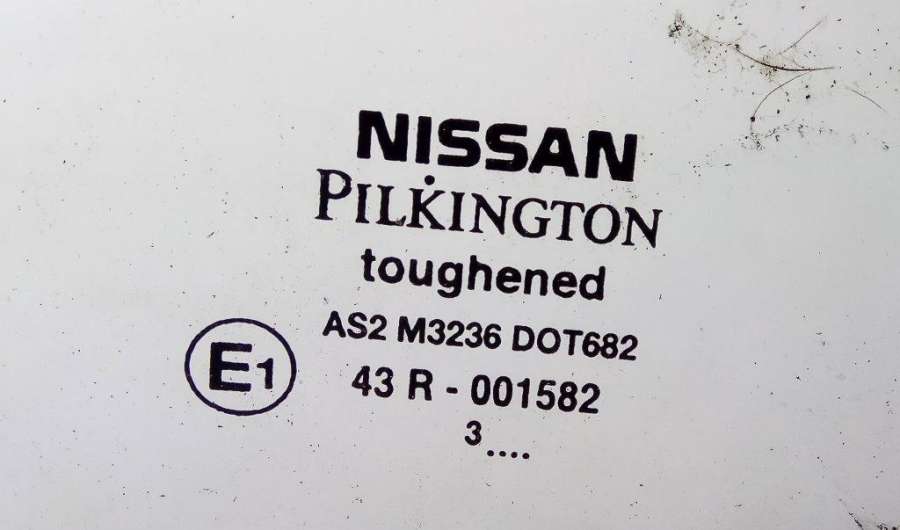 NISSAN
PILKINGTON
toughened
AS2 M3236 DOT682
E1
43 R - 001582
3 ....